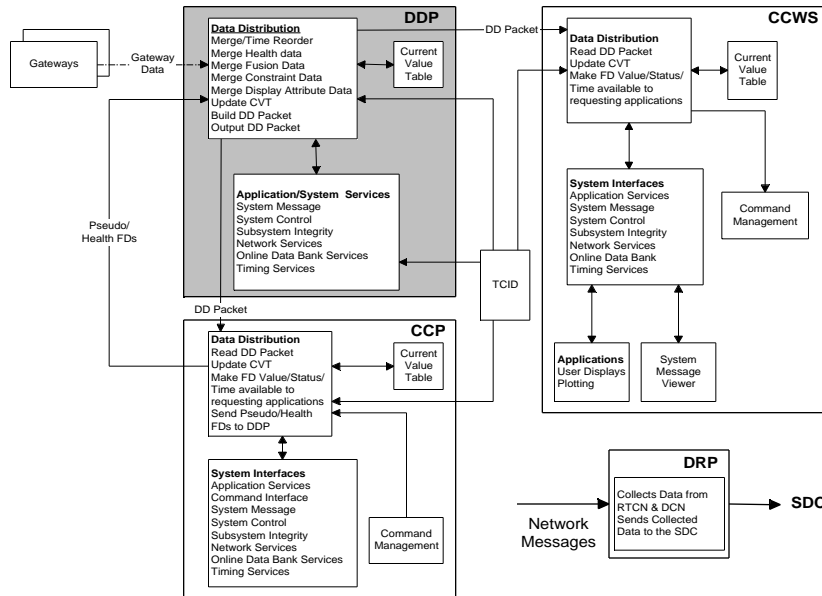 DDP
Data Distribution
Merge/Time Reorder
Merge Health data
Merge Fusion Data
Merge Constraint Data
Merge Display Attribute Data
Update CVT
Build DD Packet
Output DD Packet
Current
Value
Table
Gateways
Gateway
Data
Application/System Services
System Message
System Control
Subsystem Integrity
Network Services
Online Data Bank Services
Timing Services
Pseudo/
Health FDs
DD Packet
DD Packet
TCID
CCWS
Data Distribution
Read DD Packet
Update CVT
Make FD Value/Status/
Time available to
requesting applications
Current
Value
Table
System Interfaces
Application Services
System Message
System Control
Subsystem Integrity
Network Services
Online Data Bank
Timing Services
Command
Management
Applications
User Displays
Plotting
System
Message
Viewer
CCP
Data Distribution
Read DD Packet
Update CVT
Make FD Value/Status/
Time available to
requesting applications
Send Pseudo/Health
FDs to DDP
Current
Value
Table
System Interfaces
Application Services
Command Interface
System Message
System Control
Subsystem Integrity
Network Services
Online Data Bank Services
Timing Services
Command
Management
DRP
Collects Data from
RTCN & DCN
Sends Collected
Data to the SDC
Network
Messages
SDC